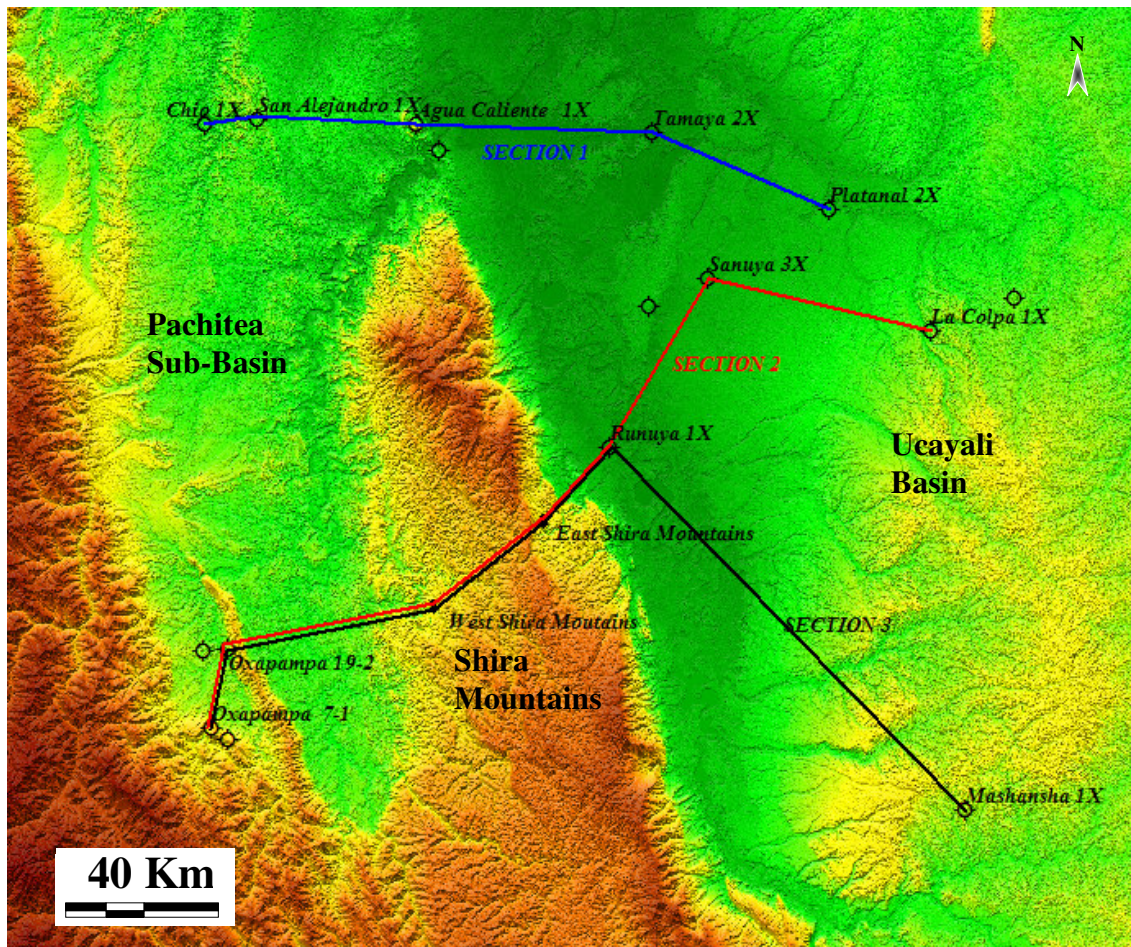 N
Chio 1X
San Alejandro 1X
Agua Caliente 1X
Tamaya 2X
SECTION 1
Platanal 2X
Sanuya 3X
La Colpa 1X
Pachitea
Sub-Basin
SECTION 2
Runuya 1X
Ucayali
Basin
East Shira Mountains
West Shira Moutains
SECTION 3
Oxapampa 19-2
Shira
Mountains
Oxapampa 7-1
Mashansha 1X
40 Km